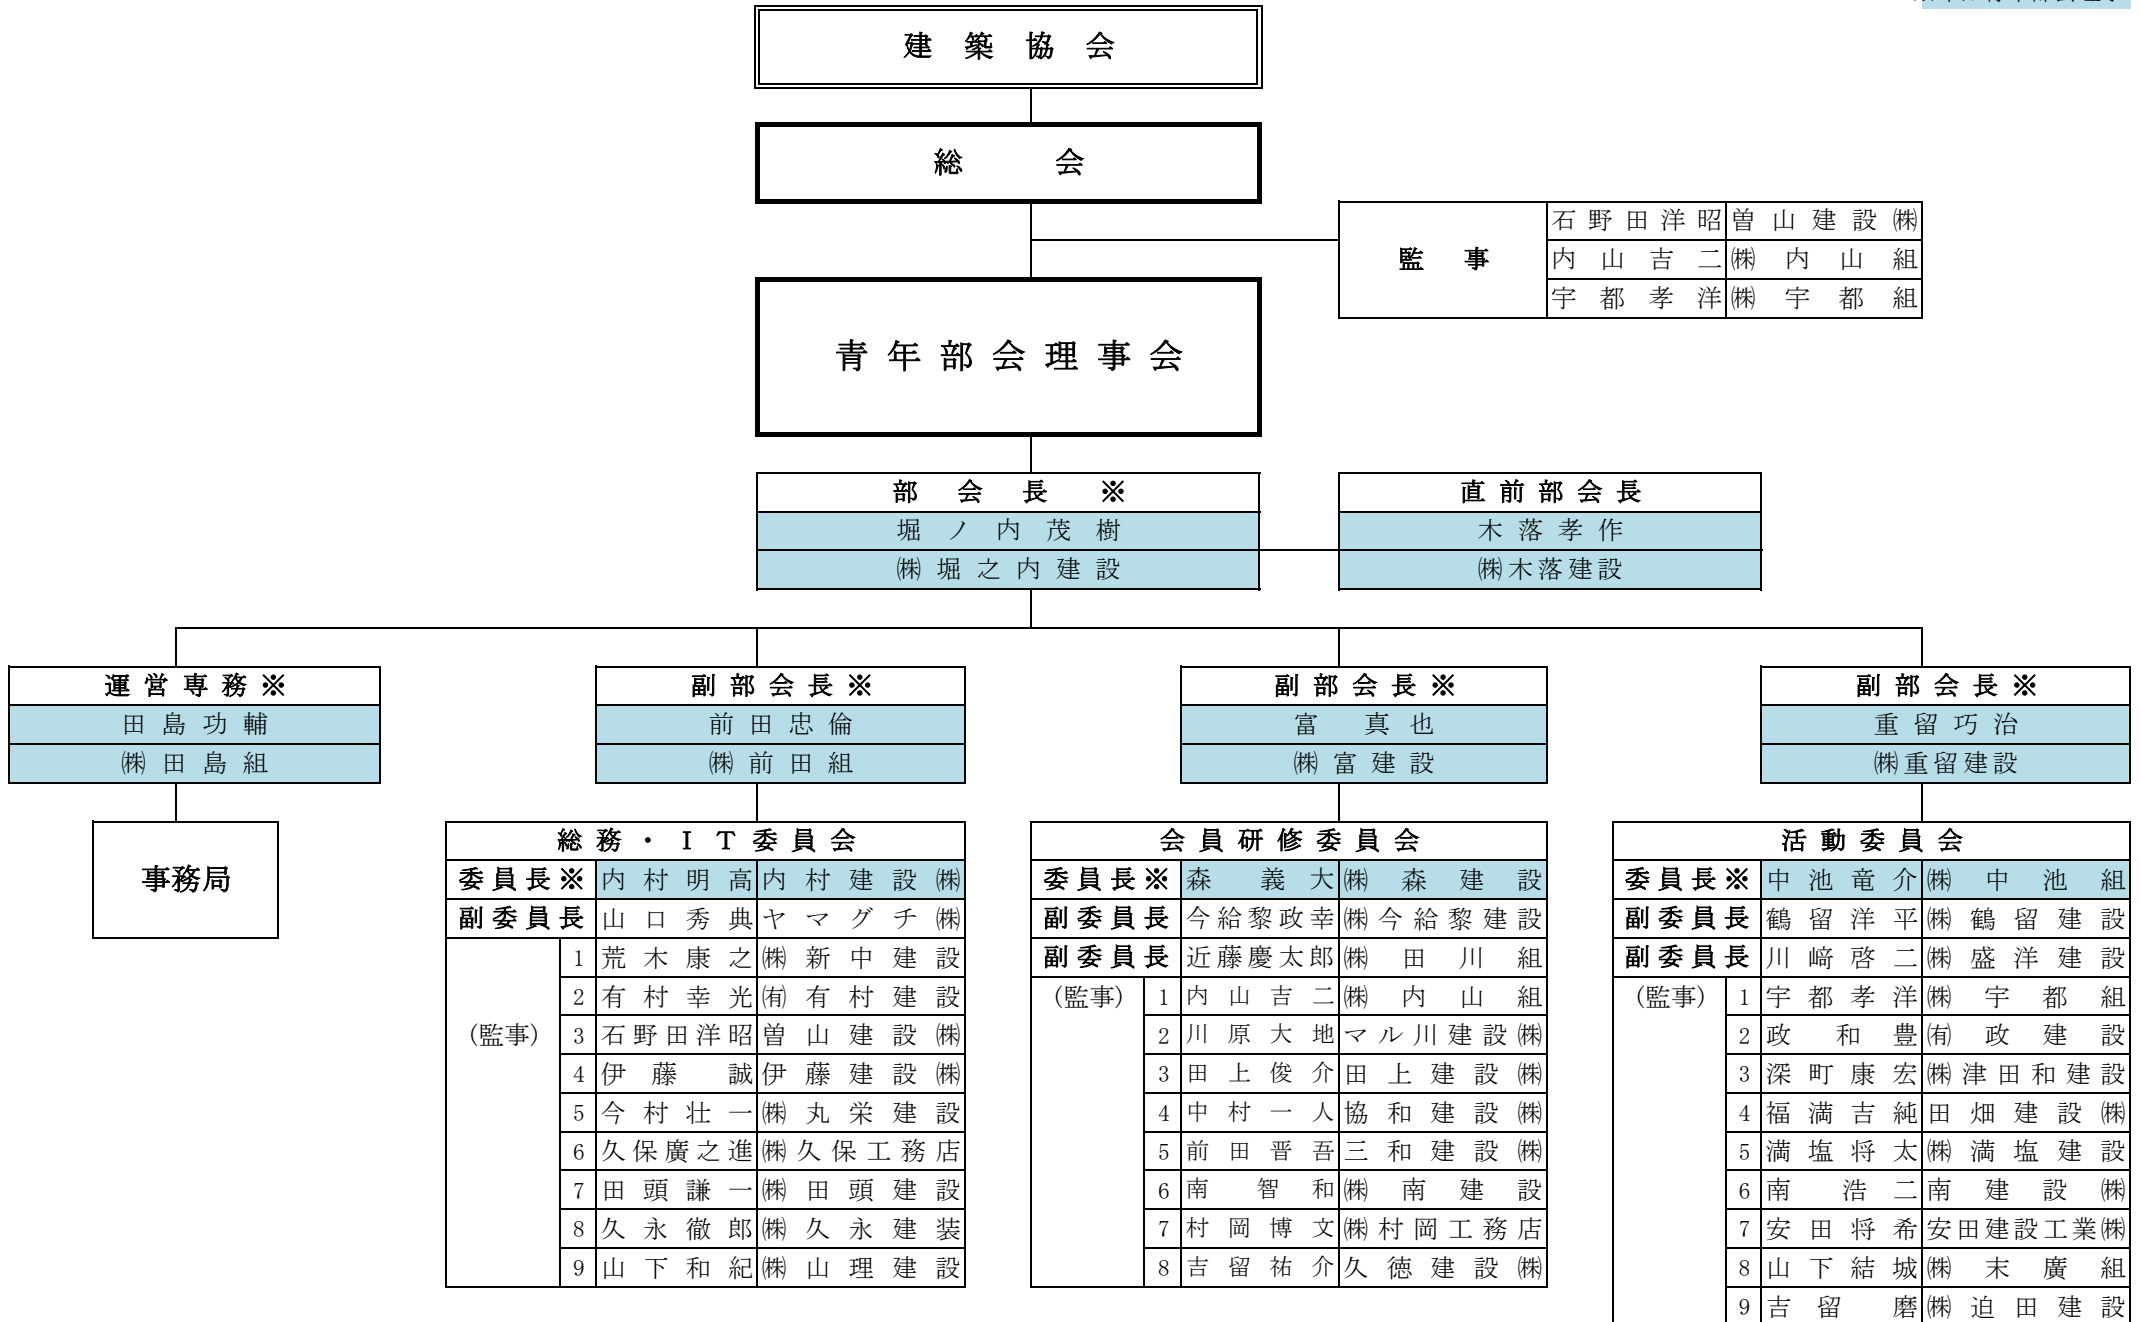 建築協会
総会
監事 石野田洋昭 曽山建設㈱
内山吉二 ㈱内山組
宇都孝洋 ㈱宇都組
青年部会理事会
部会長※
堀ノ内茂樹
㈱堀之内建設
直前部会長
木落孝作
㈱木落建設
運営専務※
田島功輔
㈱田島組
事務局
副部会長※
前田忠倫
㈱前田組
総務・ＩＴ委員会
委員長※ 内村明高 内村建設㈱
副委員長 山口秀典 ヤマグチ㈱
1 荒木康之 ㈱新中建設
2 有村幸光 ㈲有村建設
(監事) 3 石野田洋昭 曽山建設㈱
4 伊藤誠 伊藤建設㈱
5 今村壮一 ㈱丸栄建設
6 久保廣之進 ㈱久保工務店
7 田頭謙一 ㈱田頭建設
8 久永徹郎 ㈱久永建装
9 山下和紀 ㈱山理建設
副部会長※
富真也
㈱富建設
会員研修委員会
委員長※ 森義大 ㈱森建設
副委員長 今給黎政幸 ㈱今給黎建設
副委員長 近藤慶太郎 ㈱田川組
(監事) 1 内山吉二 ㈱内山組
2 川原大地 マル川建設㈱
3 田上俊介 田上建設㈱
4 中村一人 協和建設㈱
5 前田晋吾 三和建設㈱
6 南智和 ㈱南建設
7 村岡博文 ㈱村岡工務店
8 吉留祐介 久徳建設㈱
副部会長※
重留巧治
㈱重留建設
活動委員会
委員長※ 中池竜介 ㈱中池組
副委員長 鶴留洋平 ㈱鶴留建設
副委員長 川﨑啓二 ㈱盛洋建設
(監事) 1 宇都孝洋 ㈱宇都組
2 政和豊 ㈲政建設
3 深町康宏 ㈱津田和建設
4 福満吉純 田畑建設㈱
5 満塩将太 ㈱満塩建設
6 南浩二 南建設㈱
7 安田将希 安田建設工業㈱
8 山下結城 ㈱末廣組
9 吉留磨 ㈱迫田建設